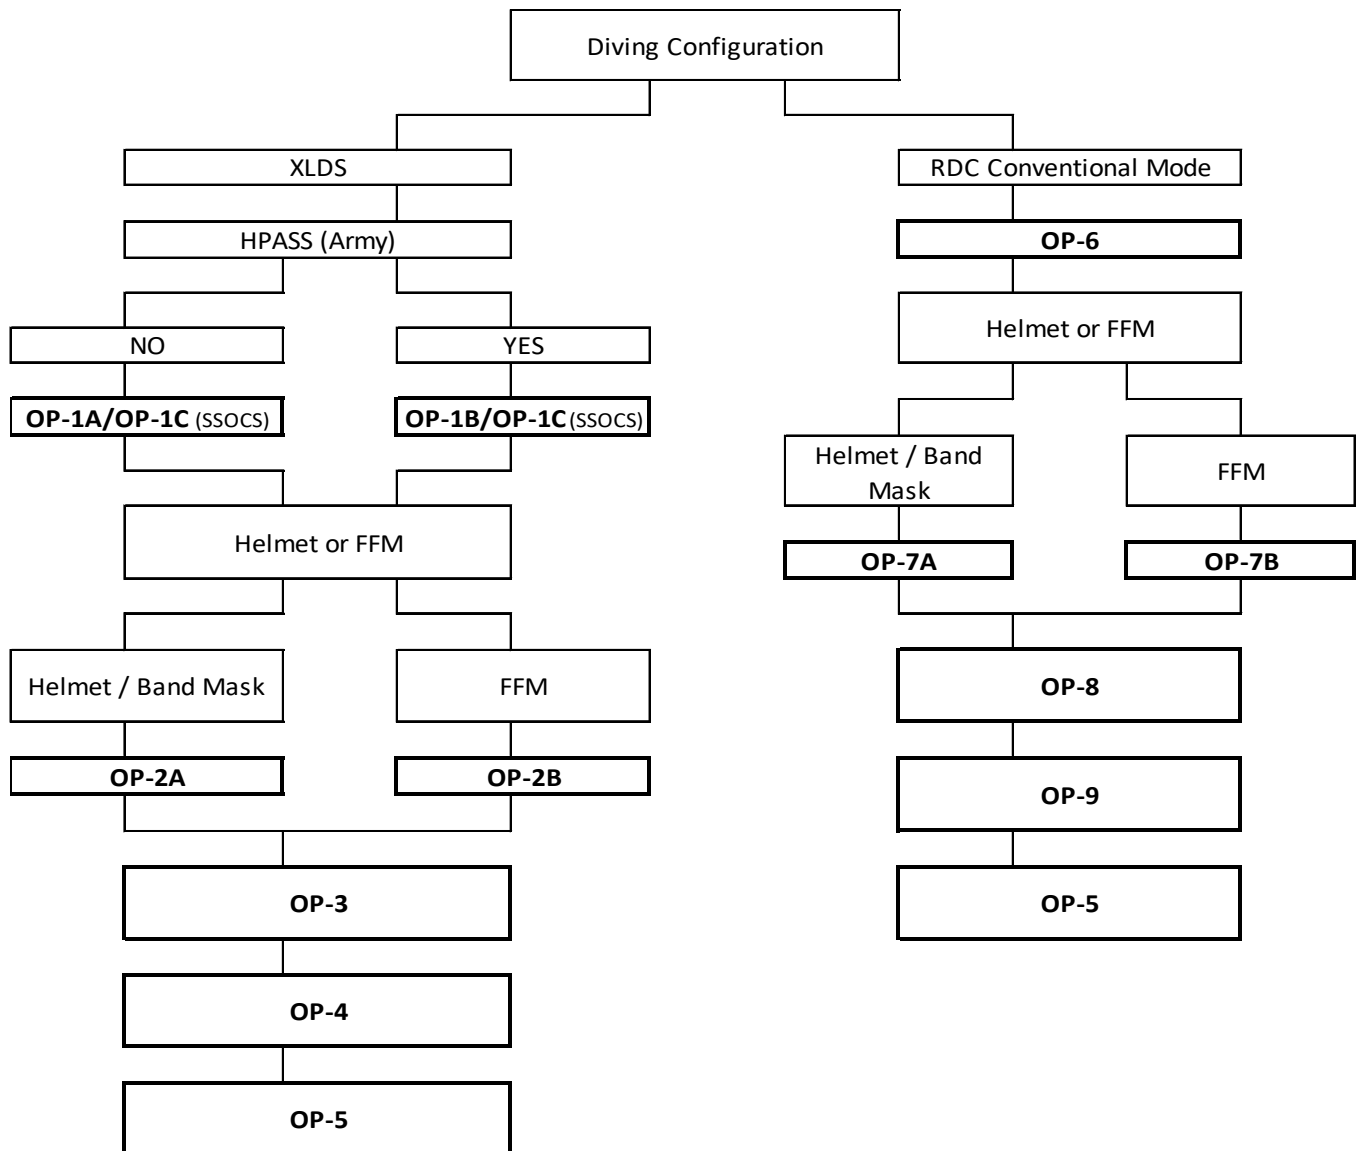 Diving Configuration
XLDS
RDC Conventional Mode
HPASS (Army)
OP-6
NO
YES
Helmet or FFM
OP-1A/OP-1C (SSOCS)
OP-1B/OP-1C (SSOCS)
Helmet / Band
Mask
FFM
Helmet or FFM
OP-7A
OP-7B
Helmet / Band Mask
FFM
OP-8
OP-2A
OP-2B
OP-9
OP-3
OP-5
OP-4
OP-5